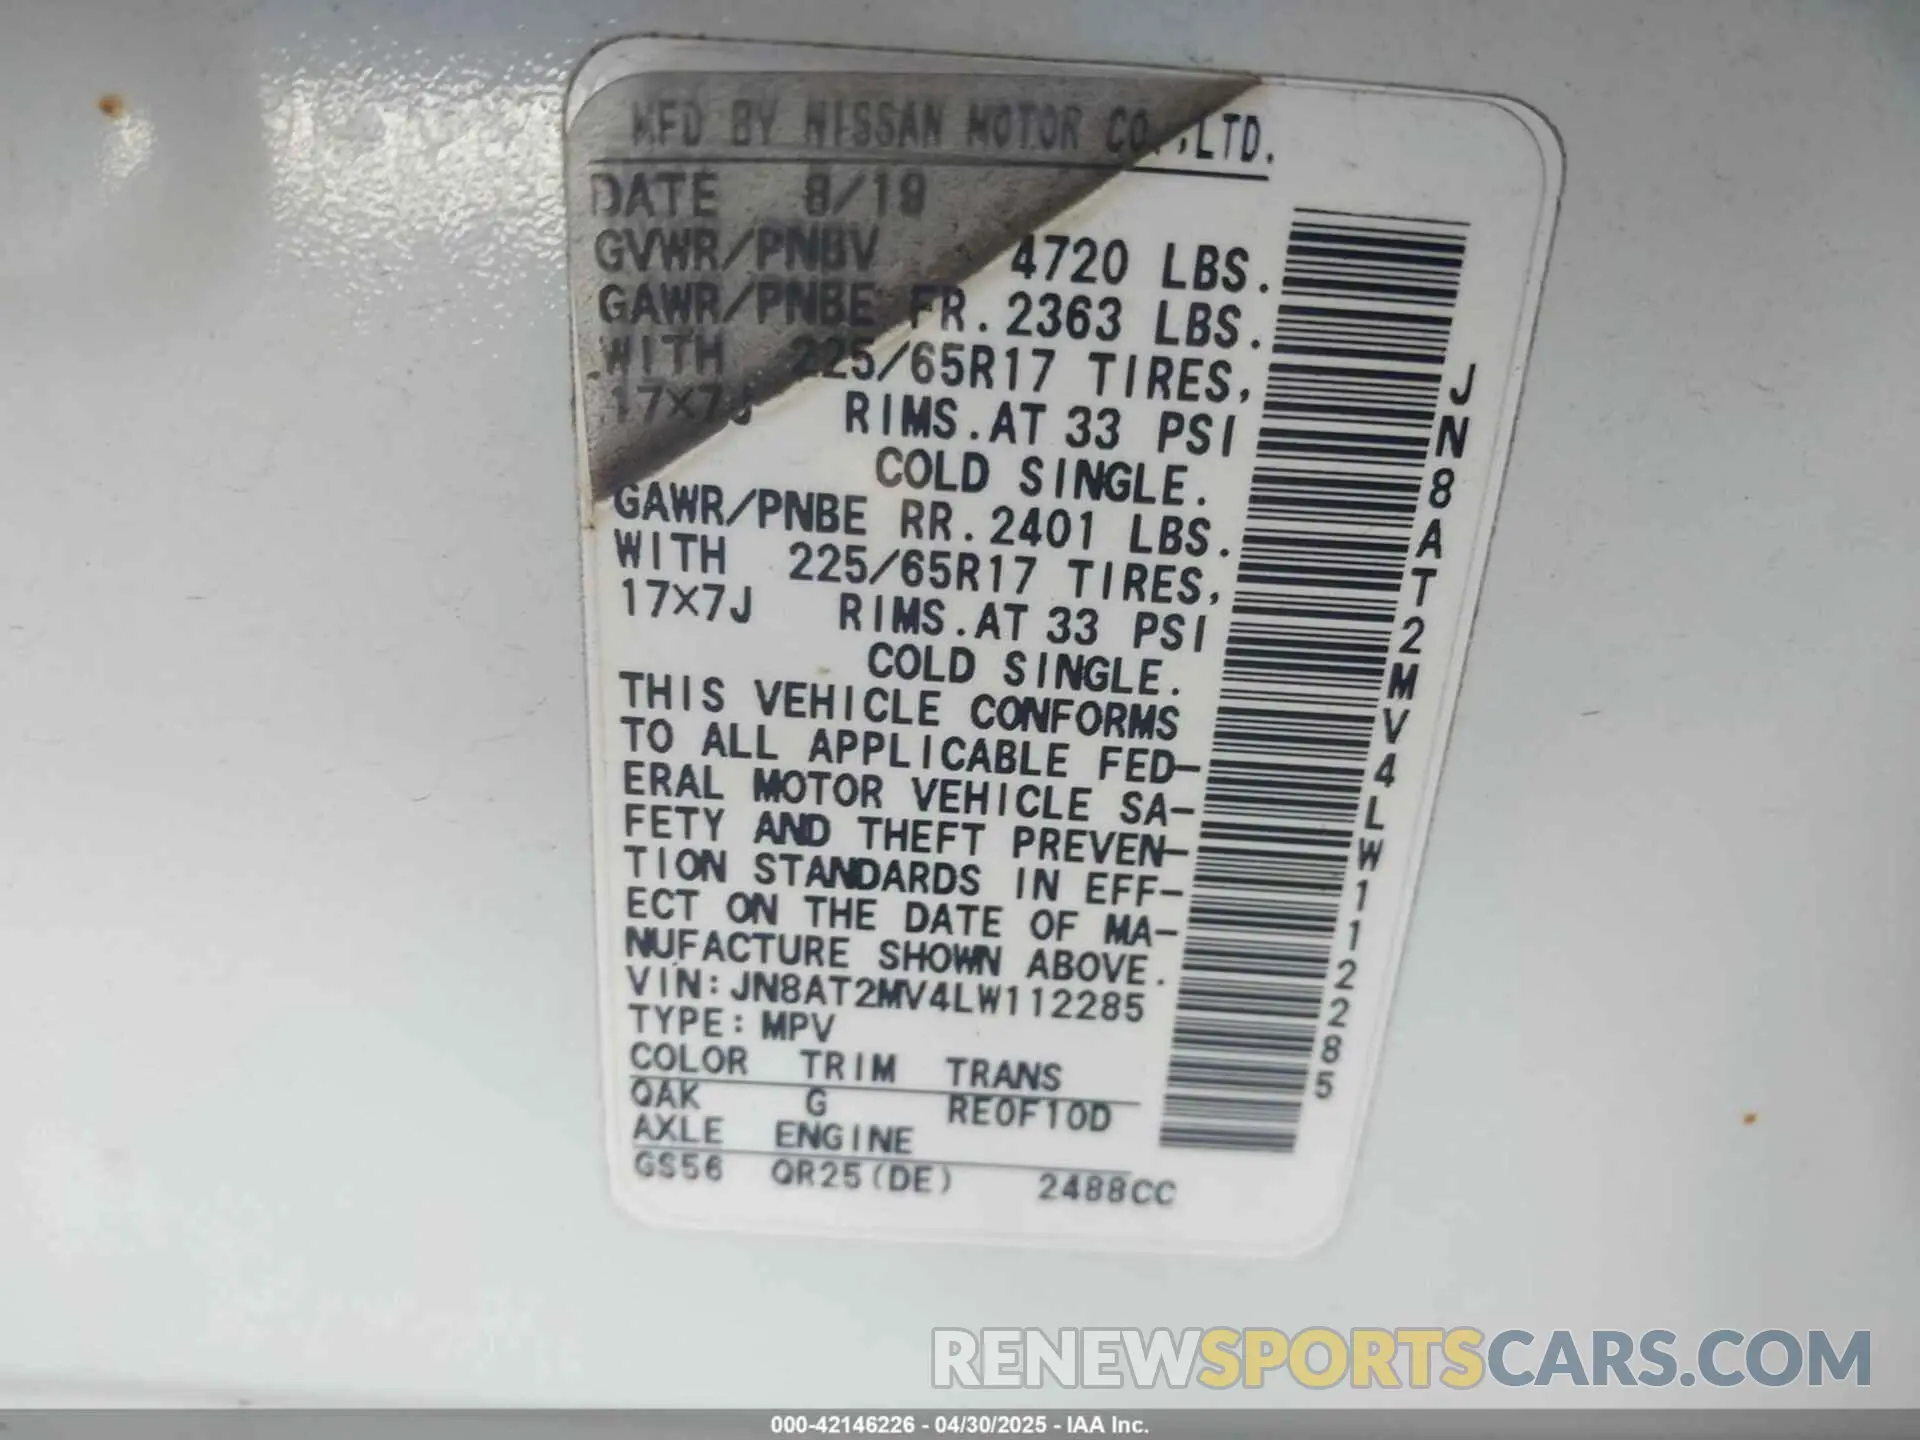 MFD BY NISSAN MOTOR CO.,LTD.
DATE 8/19
GVWR/PNBV 4720 LBS.
GAWR/PNBE FR.2363 LBS.
WITH 225/65R17 TIRES,
17×7J RIMS.AT 33 PSI
COLD SINGLE.
GAWR/PNBE RR.2401 LBS.
WITH 225/65R17 TIRES,
17×7J RIMS.AT 33 PSI
COLD SINGLE.
THIS VEHICLE CONFORMS
TO ALL APPLICABLE FED-
ERAL MOTOR VEHICLE SA-
FETY AND THEFT PREVEN-
TION STANDARDS IN EFF-
ECT ON THE DATE OF MA-
NUFACTURE SHOWN ABOVE.
VIN:JN8AT2MV4LW112285
TYPE:MPV
COLOR TRIM TRANS
QAK G RE0F10D
AXLE ENGINE
GS56 QR25(DE) 2488CC
JN8AT2MV4LW112285
RENEWSPORTSCARS.COM
000-42146226 - 04/30/2025 - IAA Inc.